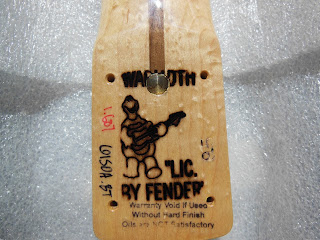 WARMOTH
"LIC.
BY FENDER"
Warranty Void if Used
Without Hard Finish
Oils are NOT Satisfactory